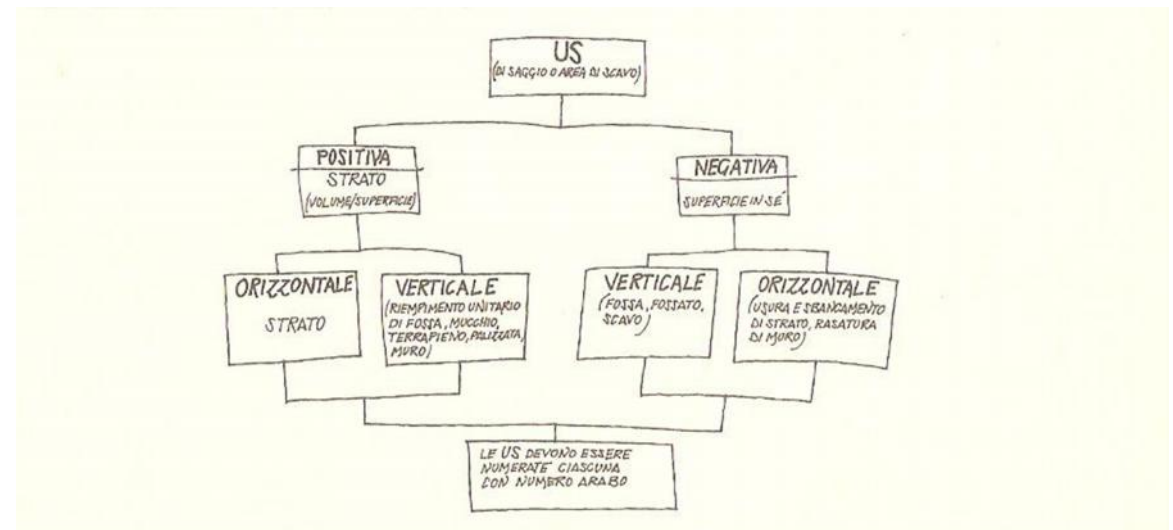 US
(DI SAGGIO O AREA DI SCAVO)
POSITIVA
STRATO
(VOLUME/SUPERFICIE)
NEGATIVA
SUPERFICIE IN SÉ
ORIZZONTALE
STRATO
VERTICALE
(RIEMPIMENTO UNITARIO
DI FOSSA, MUCCHIO,
TERRAPIENO, PALIZZATA,
MURO)
VERTICALE
(FOSSA, FOSSATO,
SCAVO)
ORIZZONTALE
(USURA E SBANCAMENTO
DI STRATO, RASATURA
DI MURO)
LE US DEVONO ESSERE
NUMERATE CIASCUNA
CON NUMERO ARABO